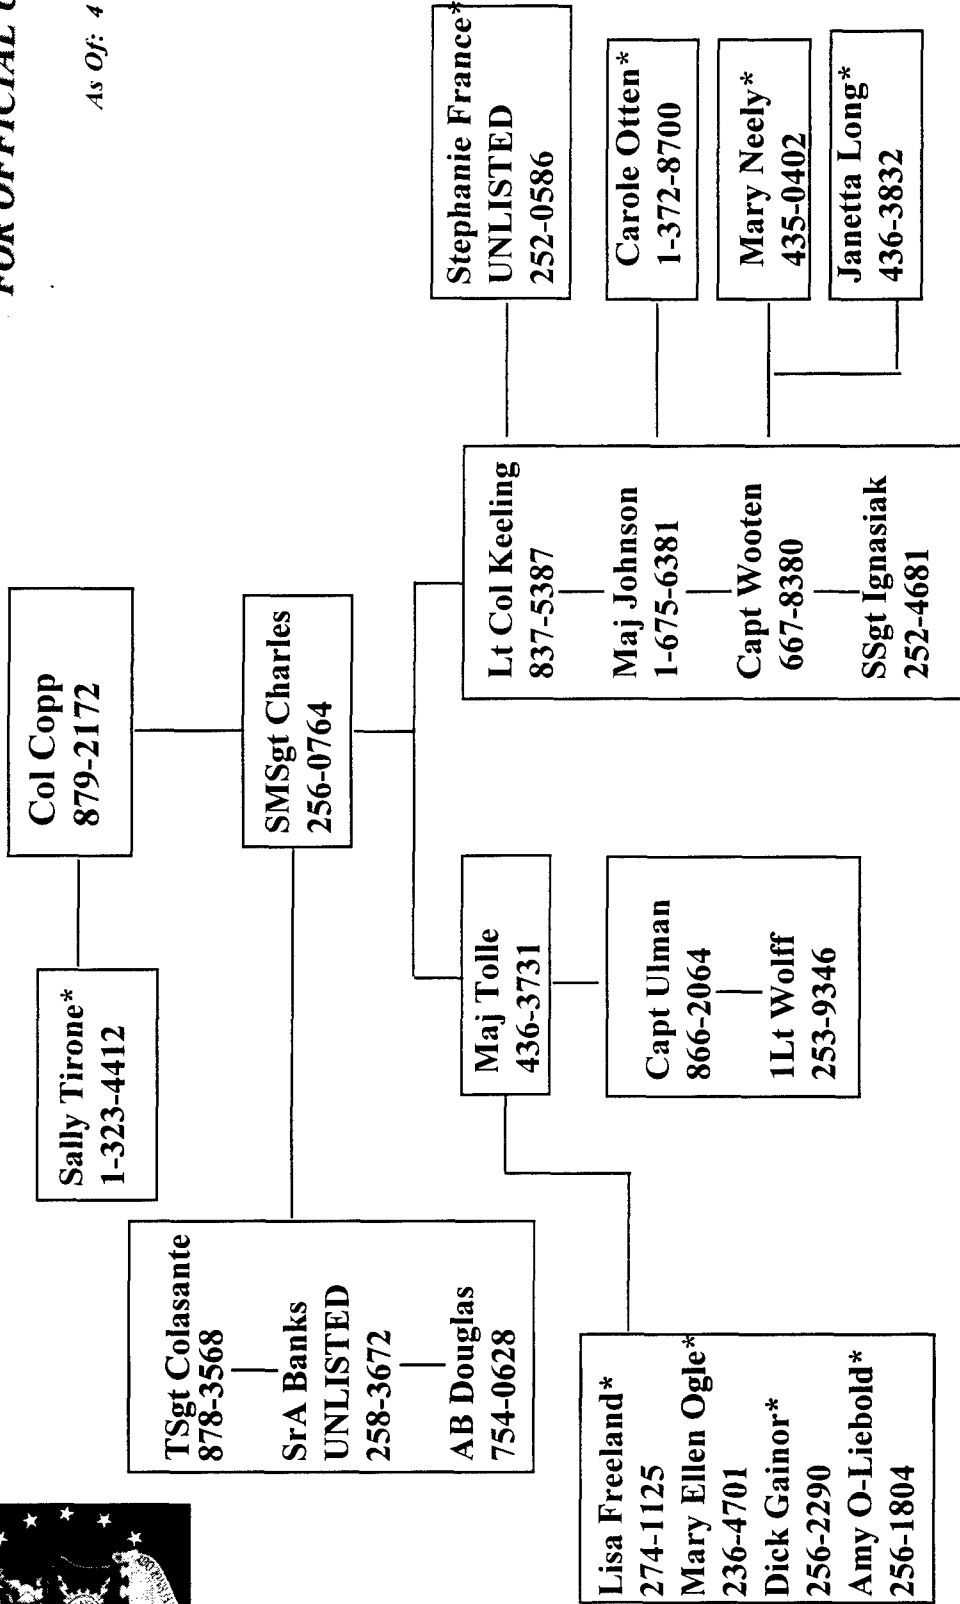 FOR OFFICIAL
As Of: 4
Col Copp
879-2172
Sally Tirone*
1-323-4412
SMSgt Charles
256-0764
TSgt Colasante
878-3568
SrA Banks
UNLISTED
258-3672
AB Douglas
754-0628
Maj Tolle
436-3731
Lisa Freeland*
274-1125
Mary Ellen Ogle*
236-4701
Dick Gainor*
256-2290
Amy O-Liebold*
256-1804
Capt Ulman
866-2064
1Lt Wolff
253-9346
Lt Col Keeling
837-5387
Maj Johnson
1-675-6381
Capt Wooten
667-8380
SSgt Ignasiak
252-4681
Stephanie France*
UNLISTED
252-0586
Carole Otten*
1-372-8700
Mary Neely*
435-0402
Janetta Long*
436-3832